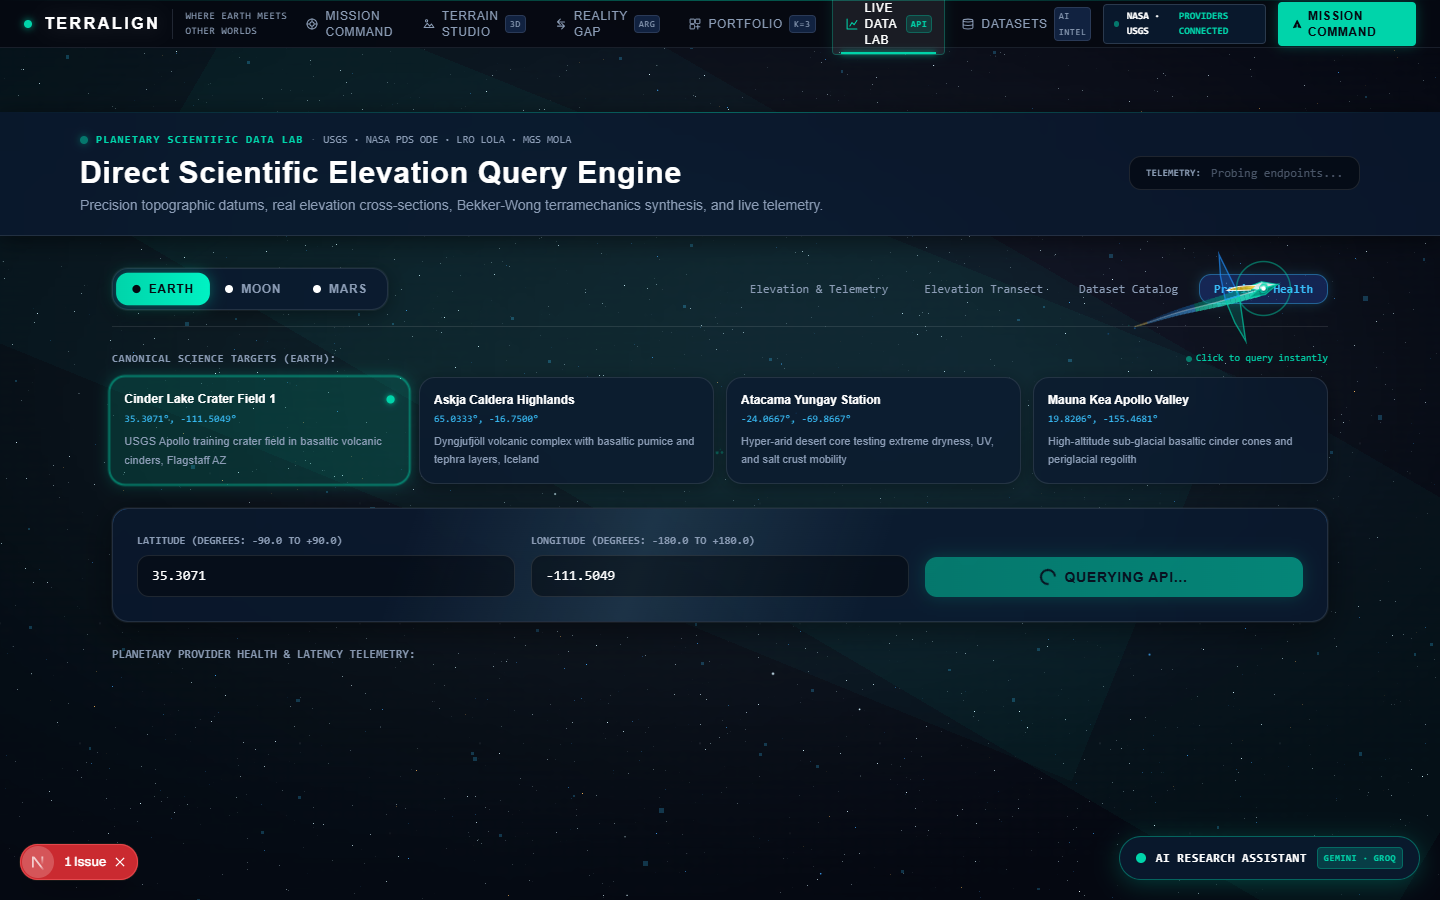 TERRALIGN
WHERE EARTH MEETS
OTHER WORLDS
MISSION
COMMAND
TERRAIN
STUDIO
3D
REALITY
GAP
ARG
PORTFOLIO
K=3
LIVE
DATA
LAB
API
DATASETS
AI
INTEL
NASA ·
USGS
PROVIDERS
CONNECTED
MISSION
COMMAND
PLANETARY SCIENTIFIC DATA LAB · USGS · NASA PDS ODE · LRO LOLA · MGS MOLA
Direct Scientific Elevation Query Engine
Precision topographic datums, real elevation cross-sections, Bekker-Wong terramechanics synthesis, and live telemetry.
TELEMETRY: Probing endpoints...
EARTH
MOON
MARS
Elevation & Telemetry
Elevation Transect
Dataset Catalog
Health
CANONICAL SCIENCE TARGETS (EARTH):
Click to query instantly
Cinder Lake Crater Field 1
35.3071°, -111.5049°
USGS Apollo training crater field in basaltic volcanic
cinders, Flagstaff AZ
Askja Caldera Highlands
65.0333°, -16.7500°
Dyngjufjöll volcanic complex with basaltic pumice and
tephra layers, Iceland
Atacama Yungay Station
-24.0667°, -69.8667°
Hyper-arid desert core testing extreme dryness, UV,
and salt crust mobility
Mauna Kea Apollo Valley
19.8206°, -155.4681°
High-altitude sub-glacial basaltic cinder cones and
periglacial regolith
LATITUDE (DEGREES: -90.0 TO +90.0)
35.3071
LONGITUDE (DEGREES: -180.0 TO +180.0)
-111.5049
QUERYING API...
PLANETARY PROVIDER HEALTH & LATENCY TELEMETRY:
N
1 Issue
AI RESEARCH ASSISTANT
GEMINI · GROQ